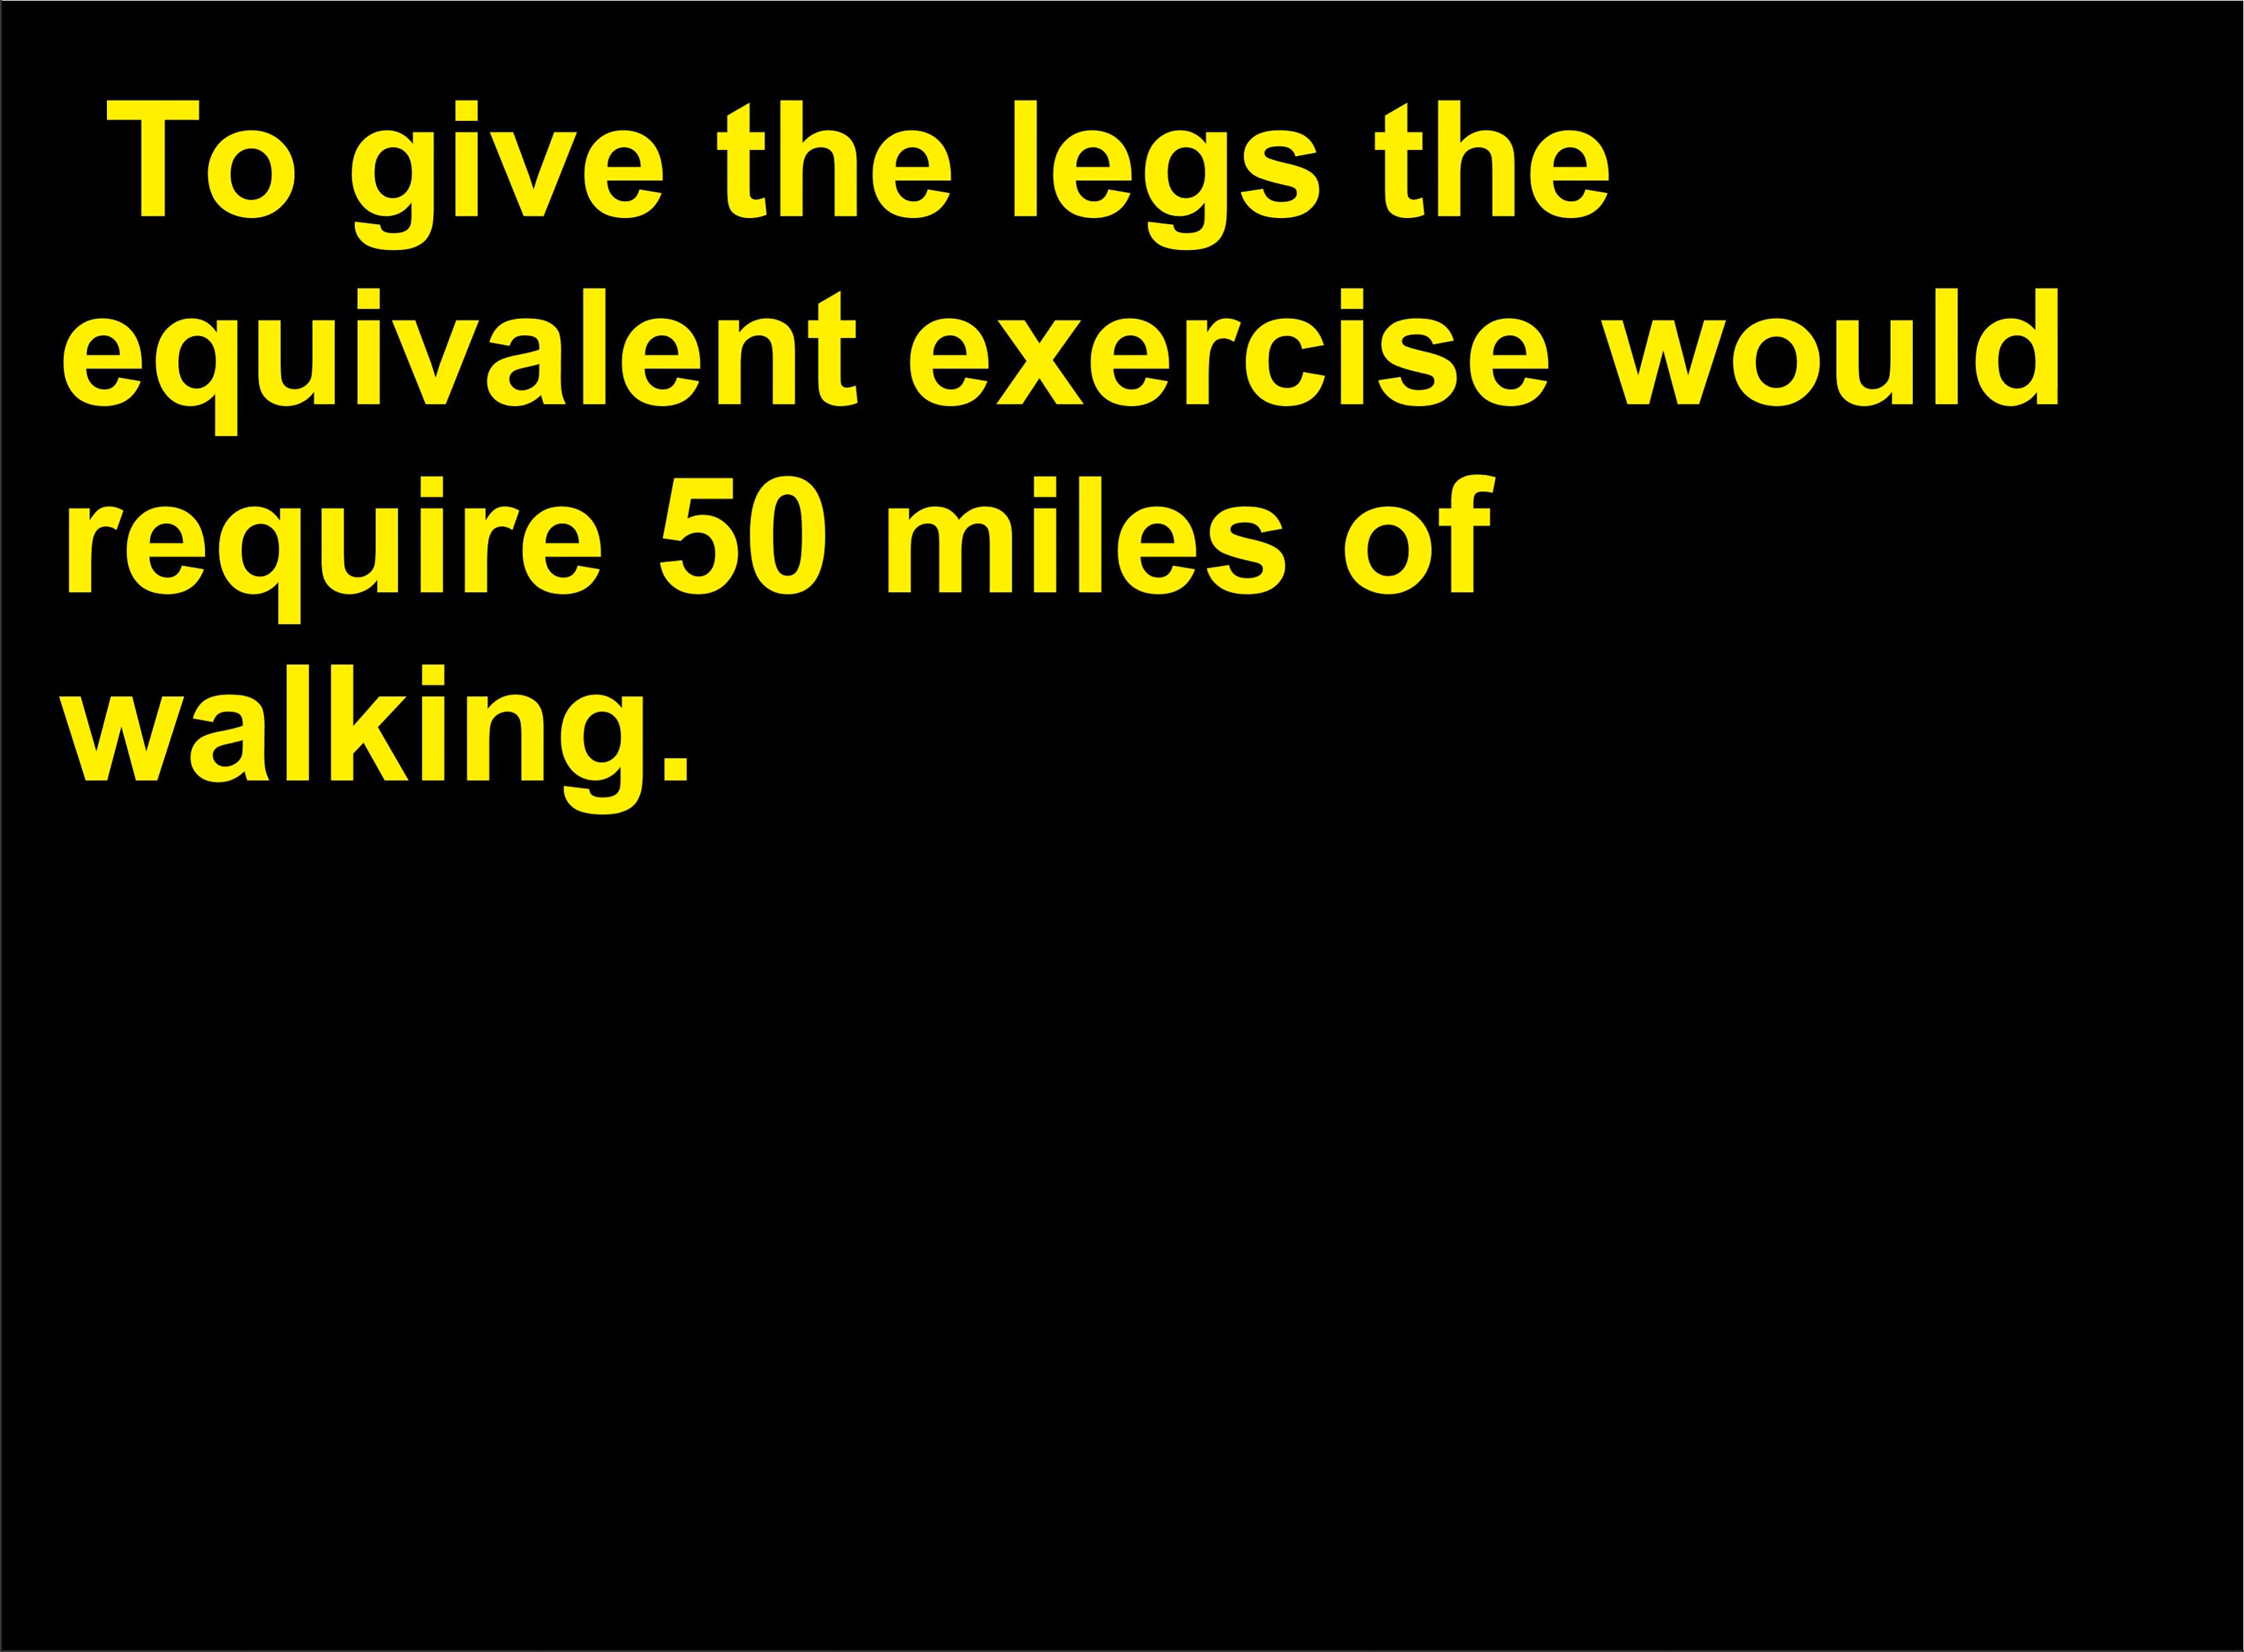 To give the legs the
equivalent exercise would
require 50 miles of
walking.